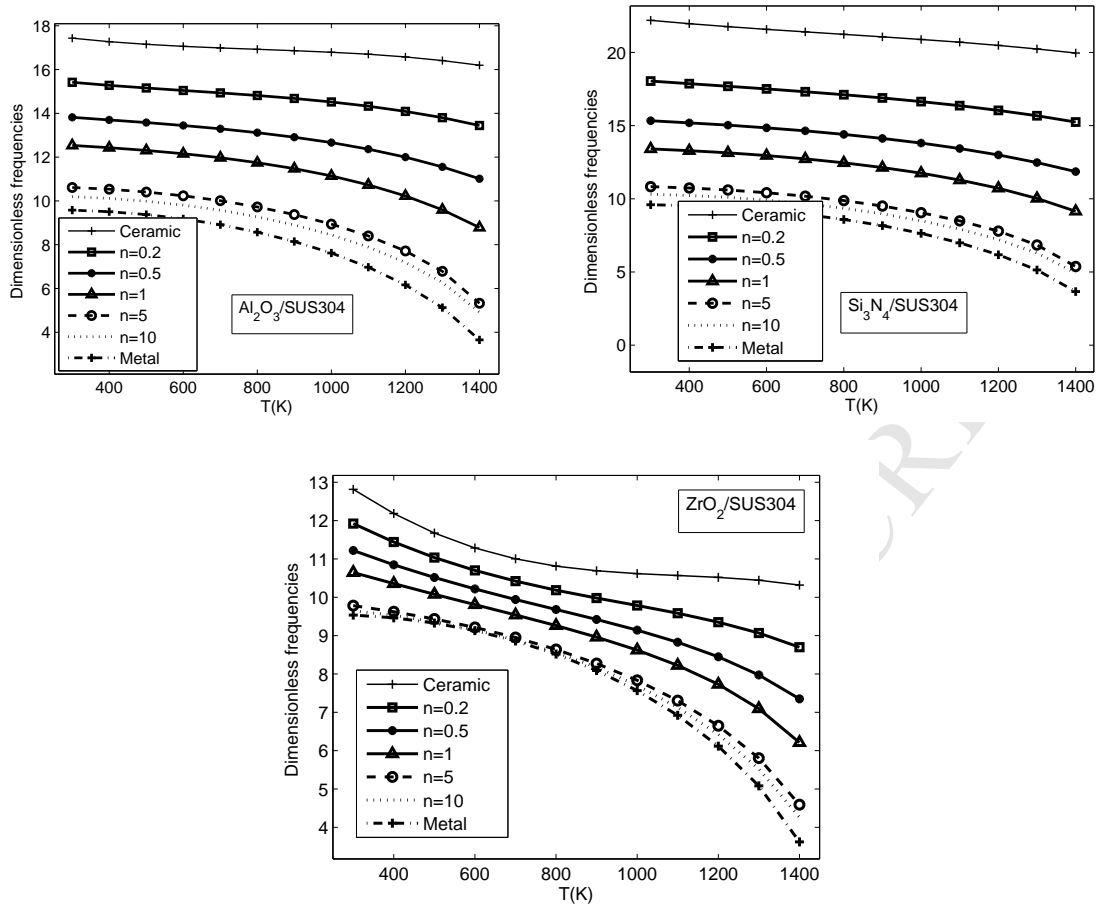 18
16
14
12
10
8
6
4
Dimensionless frequencies
Ceramic
n=0.2
n=0.5
n=1
n=5
n=10
Metal
Al2O3/SUS304
400 600 800 1000 1200 1400
T(K)
20
15
10
5
0
Dimensionless frequencies
Ceramic
n=0.2
n=0.5
n=1
n=5
n=10
Metal
Si3N4/SUS304
400 600 800 1000 1200 1400
T(K)
13
12
11
10
9
8
7
6
5
4
Dimensionless frequencies
ZrO2/SUS304
Ceramic
n=0.2
n=0.5
n=1
n=5
n=10
Metal
400 600 800 1000 1200 1400
T(K)